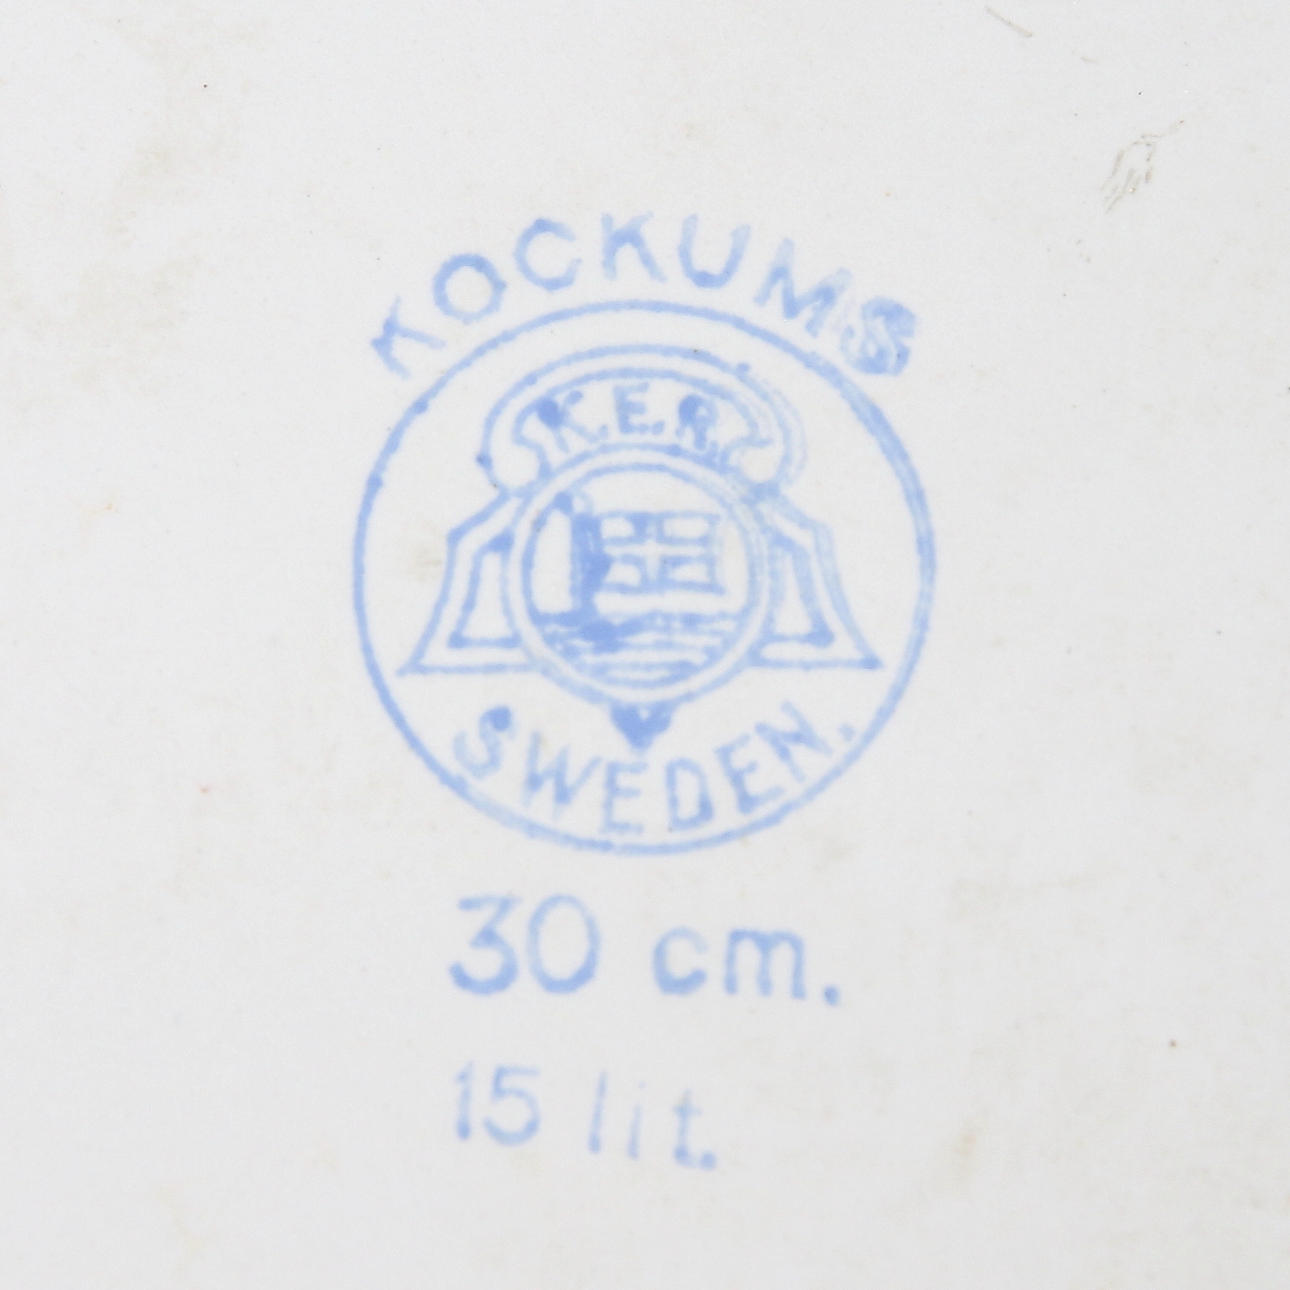 KOCKUMS
K.E.R.
SWEDEN.
30 cm.
15 lit.